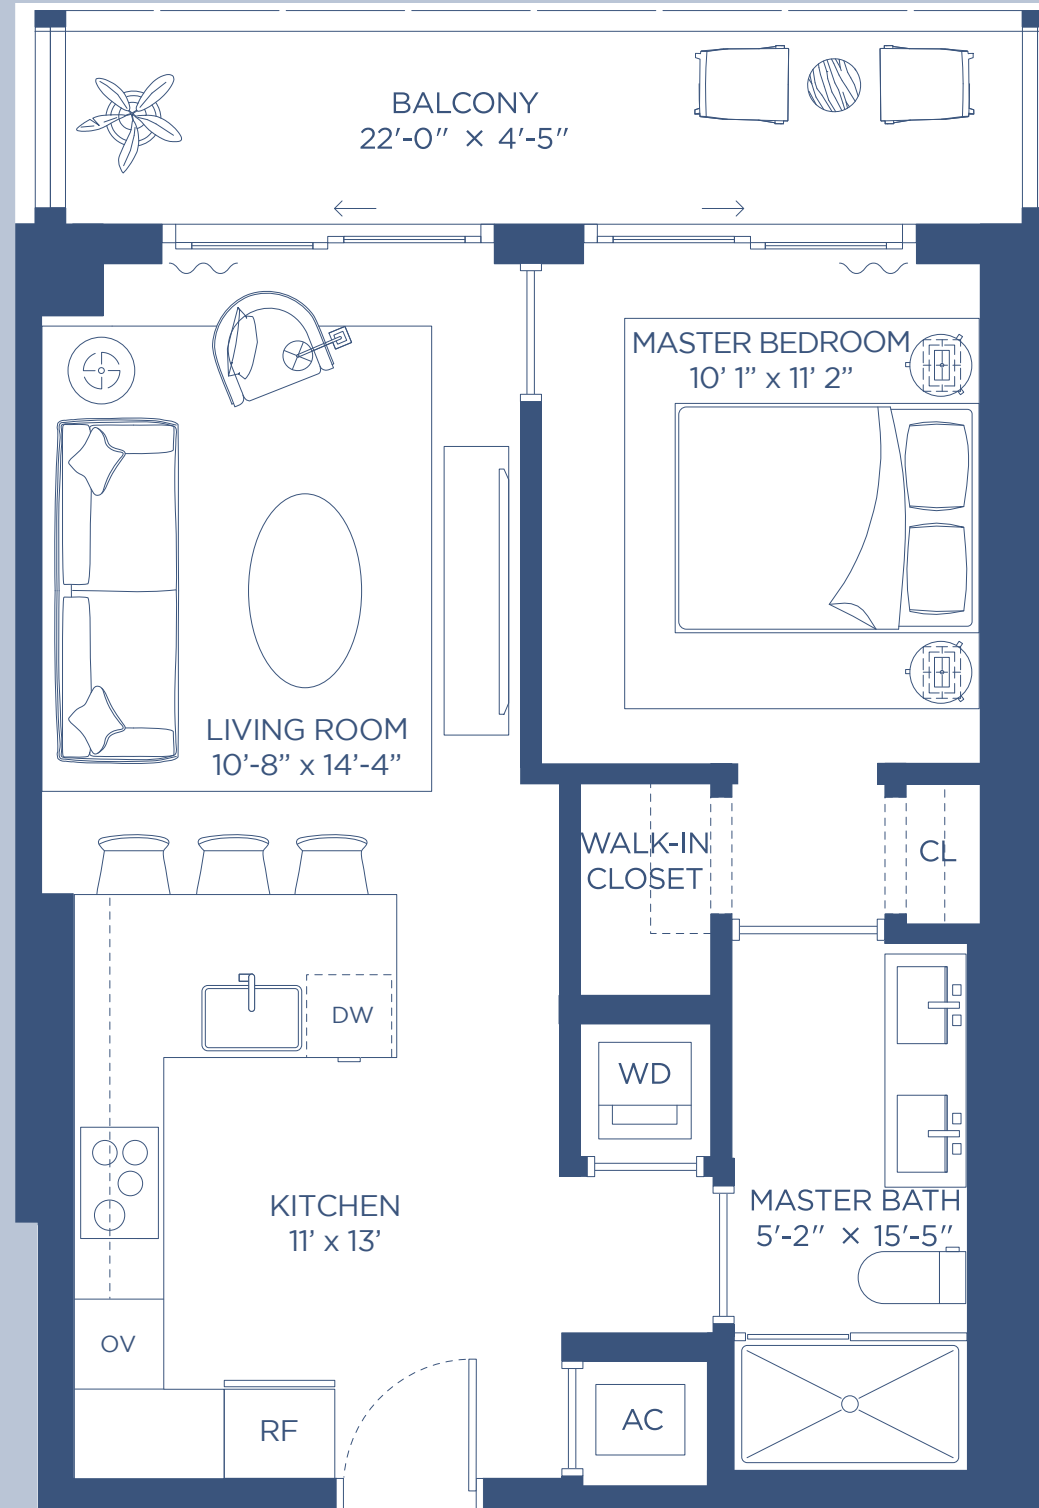 BALCONY
22'-0" × 4'-5"
MASTER BEDROOM
10’ 1” x 11’ 2”
LIVING ROOM
10’-8” x 14’-4”
WALK-IN
CLOSET
CL
DW
WD
KITCHEN
11’ x 13’
MASTER BATH
5'-2" × 15'-5"
OV
RF
AC